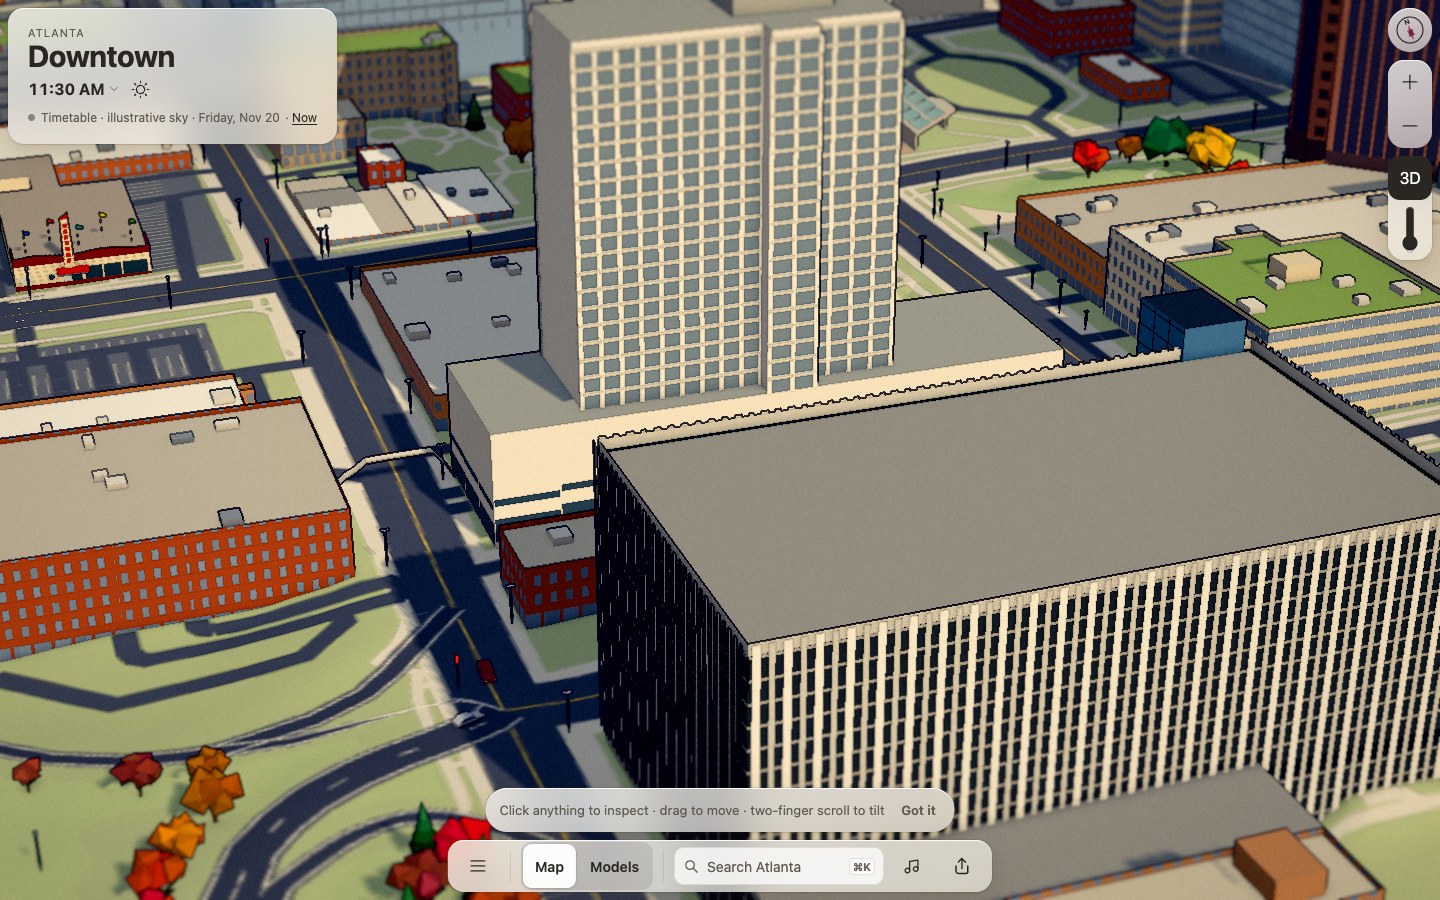 ATLANTA
Downtown
11:30 AM
Timetable · illustrative sky · Friday, Nov 20 · Now
N
3D
Click anything to inspect · drag to move · two-finger scroll to tilt Got it
Map Models Search Atlanta ⌘K